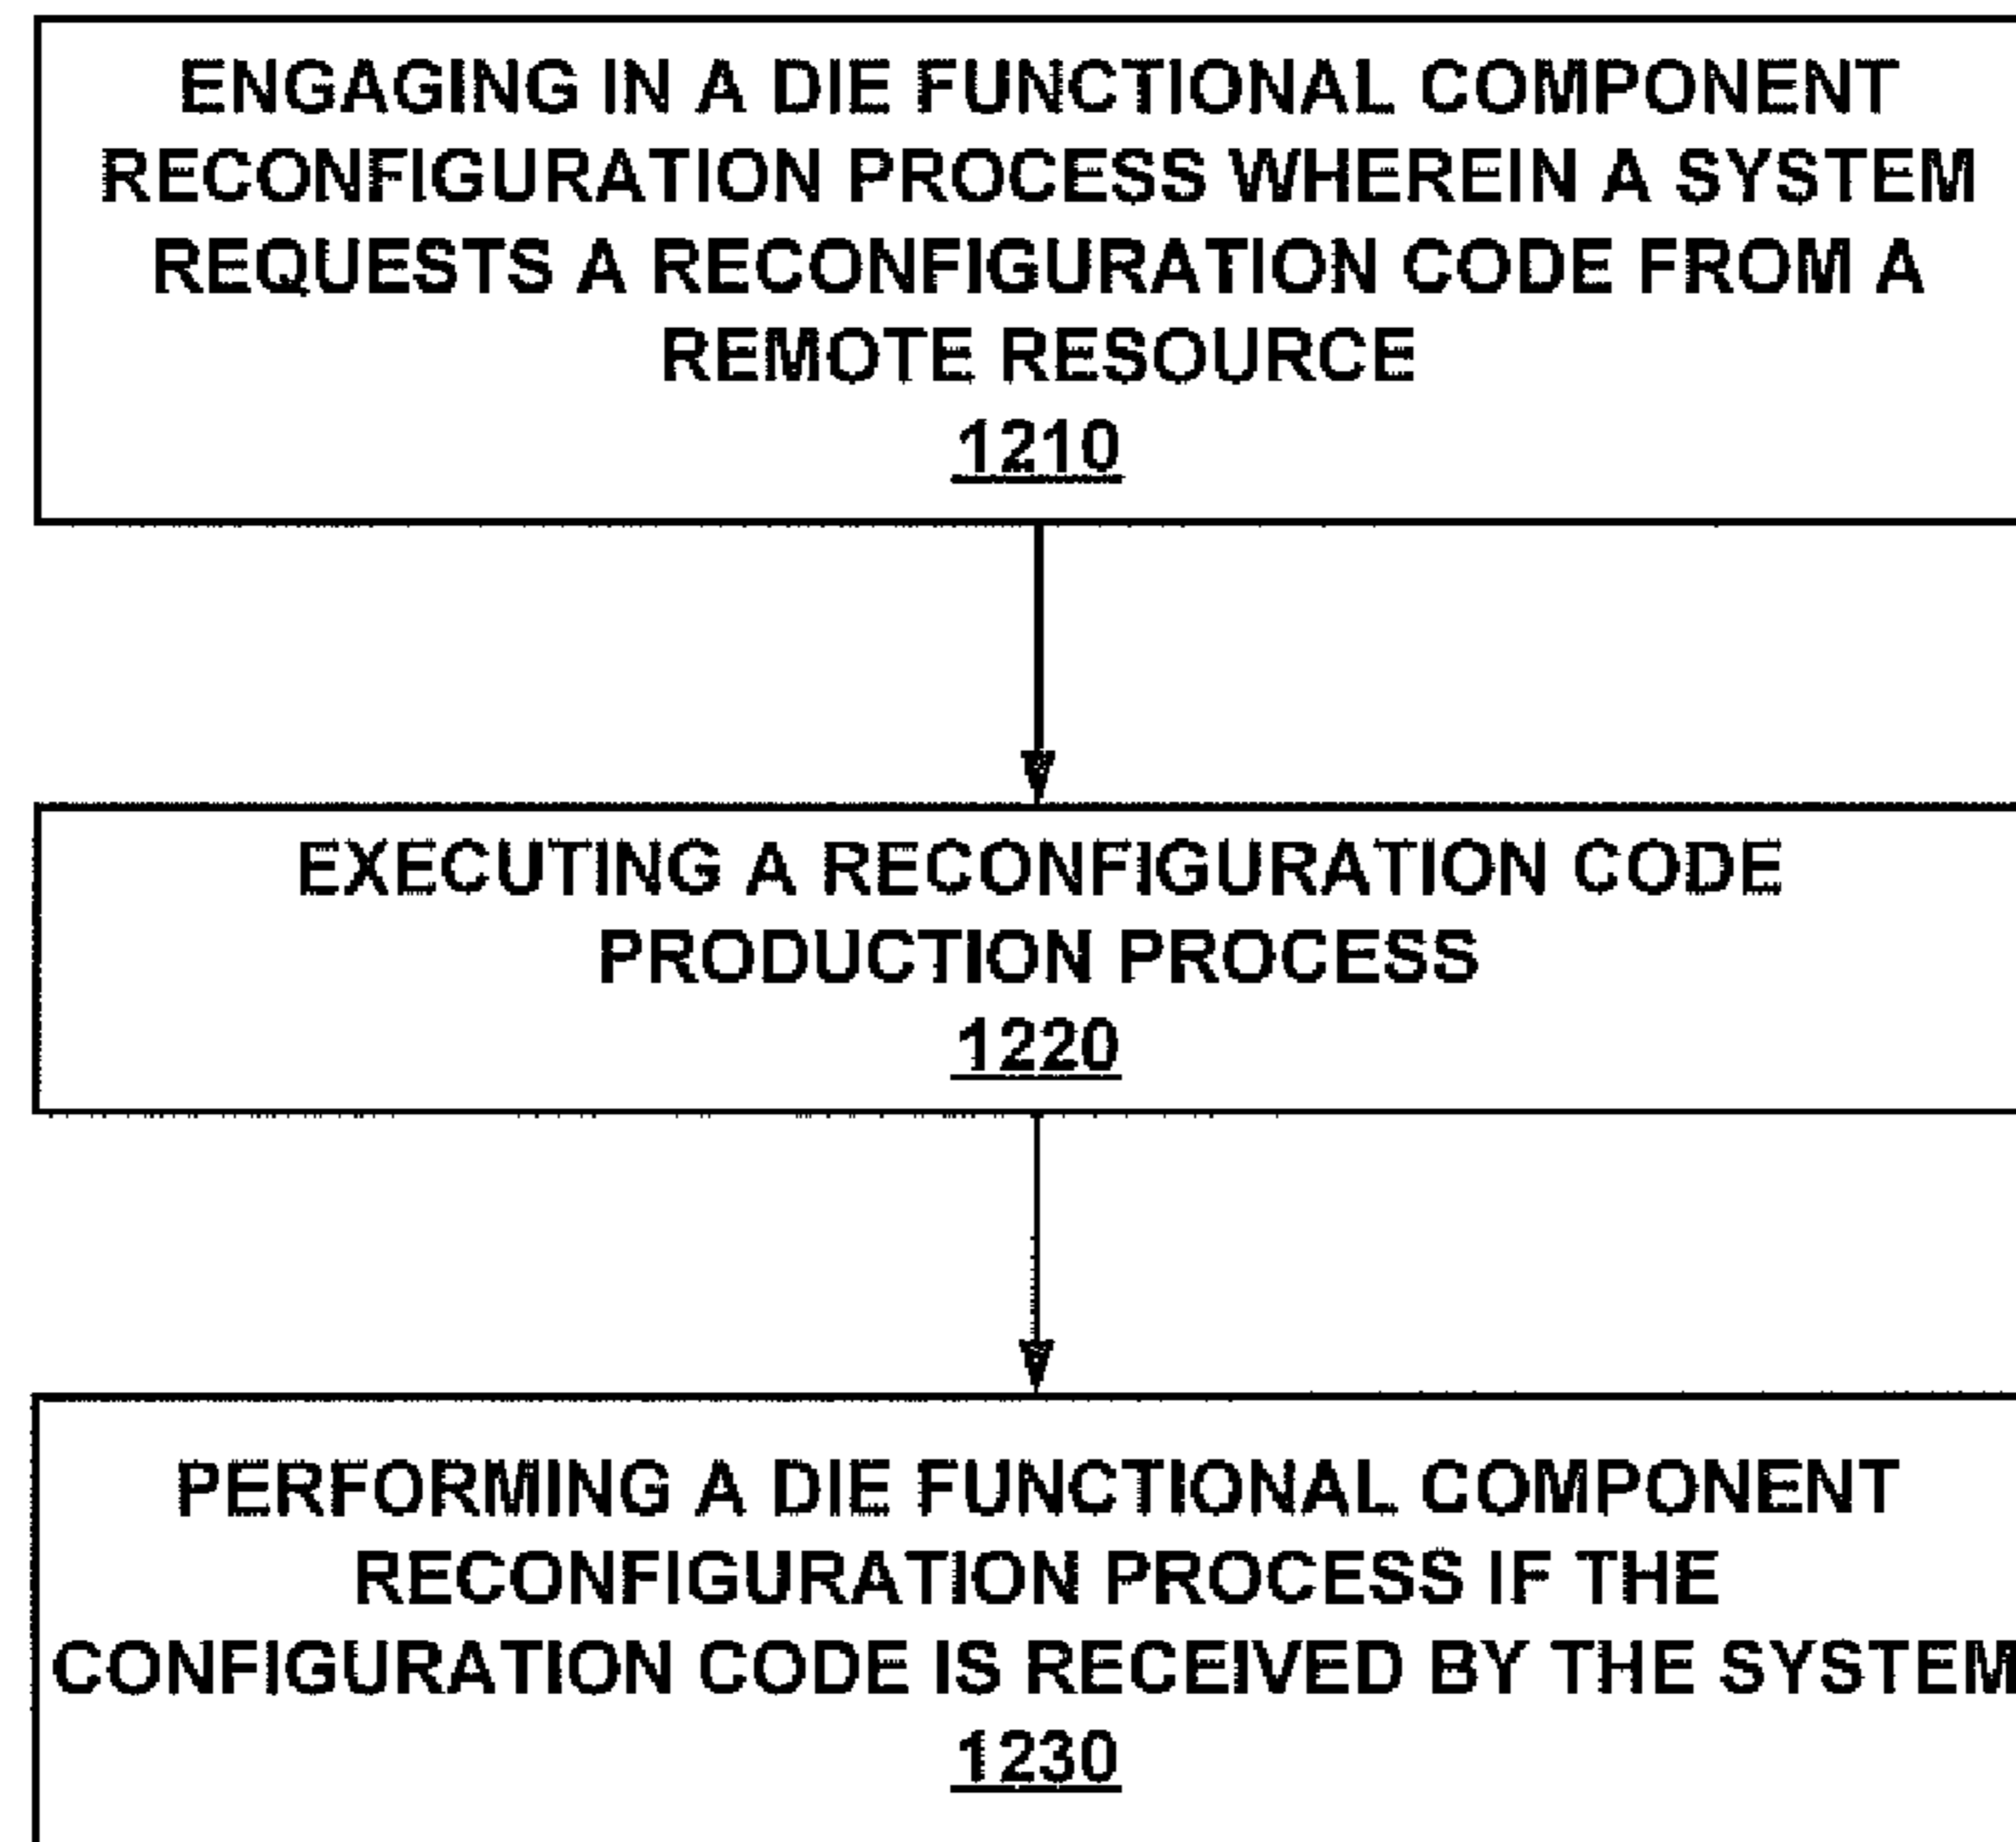 ENGAGING IN A DIE FUNCTIONAL COMPONENT
RECONFIGURATION PROCESS WHEREIN A SYSTEM
REQUESTS A RECONFIGURATION CODE FROM A
REMOTE RESOURCE
1210
EXECUTING A RECONFIGURATION CODE
PRODUCTION PROCESS
1220
PERFORMING A DIE FUNCTIONAL COMPONENT
RECONFIGURATION PROCESS IF THE
CONFIGURATION CODE IS RECEIVED BY THE SYSTEM
1230